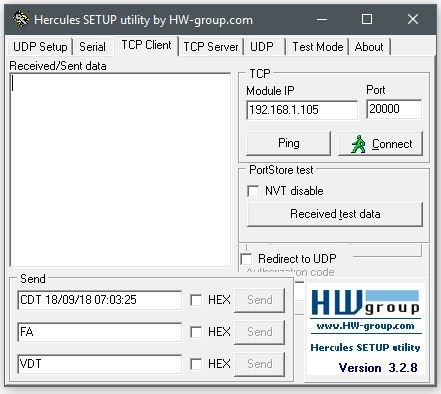 Hercules SETUP utility by HW-group.com
UDP Setup Serial TCP Client TCP Server UDP Test Mode About
Received/Sent data
TCP
Module IP Port
192.168.1.105 20000
Ping Connect
PortStore test
NVT disable
Received test data
Redirect to UDP
Authorization code
Send
CDT 18/09/18 07:03:25 HEX Send
FA HEX Send
VDT HEX Send
HW group
www.HW-group.com
Hercules SETUP utility
Version 3.2.8